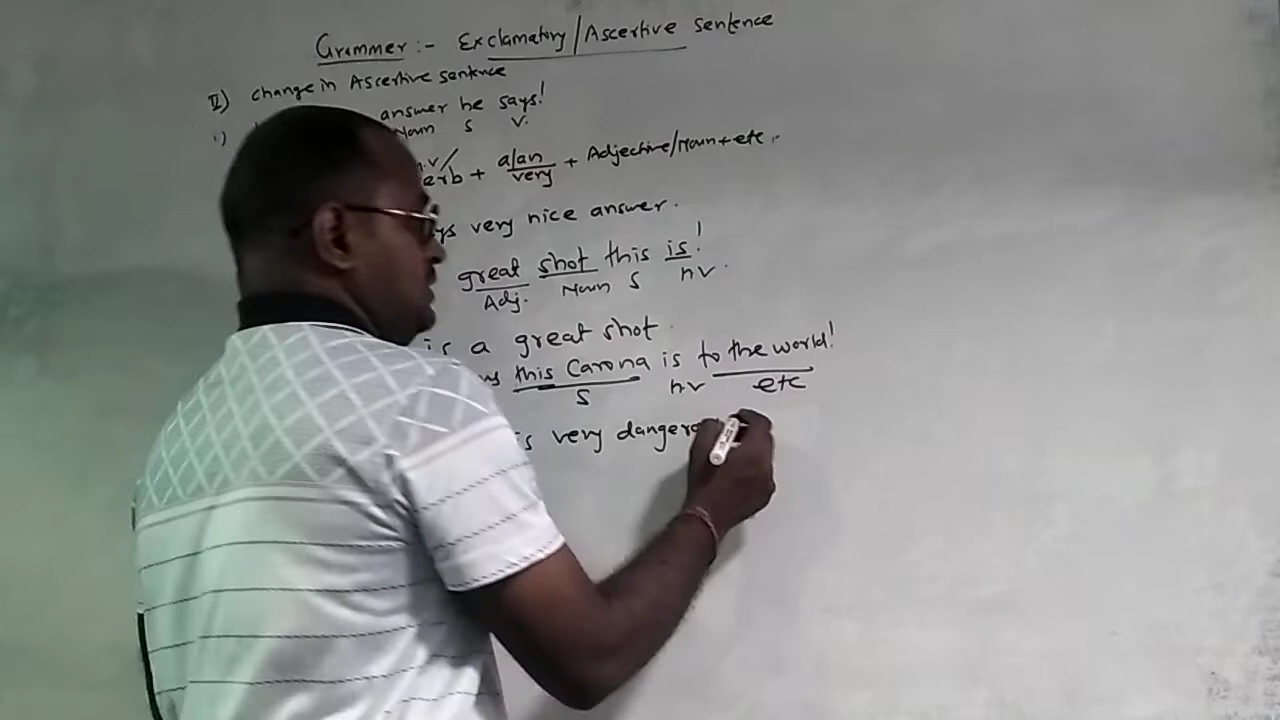 Grammer :- Exclamatory/Ascertive sentence
II) change in Ascertive sentence
1) answer he says!
Noun S V.
h.v/
erb + a/an + Adjective/Noun + etc.
very
ys very nice answer.
great shot this is!
Adj. Noun S hv.
is a great shot.
this Carona is to the world!
S hv etc
is very dangero